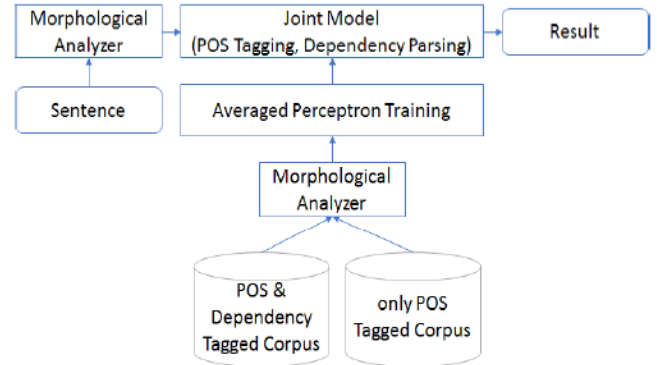 Morphological
Analyzer
Joint Model
(POS Tagging, Dependency Parsing)
Result
Sentence
Averaged Perceptron Training
Morphological
Analyzer
POS &
Dependency
Tagged Corpus
only POS
Tagged Corpus